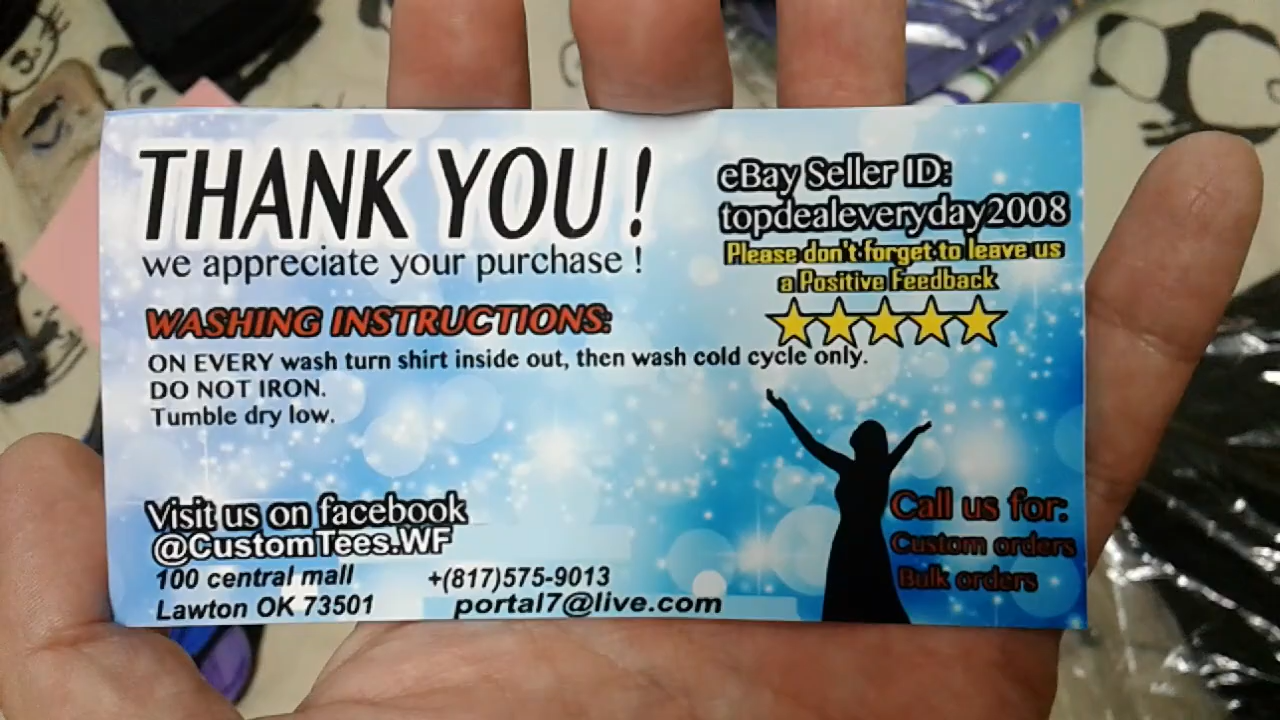 THANK YOU !
we appreciate your purchase !
eBay Seller ID:
topdealeveryday2008
Please don't forget to leave us
a Positive Feedback
WASHING INSTRUCTIONS:
ON EVERY wash turn shirt inside out, then wash cold cycle only.
DO NOT IRON.
Tumble dry low.
Visit us on facebook
@CustomTees.WF
100 central mall
Lawton OK 73501
+(817)575-9013
portal7@live.com
Call us for:
Custom orders
Bulk orders